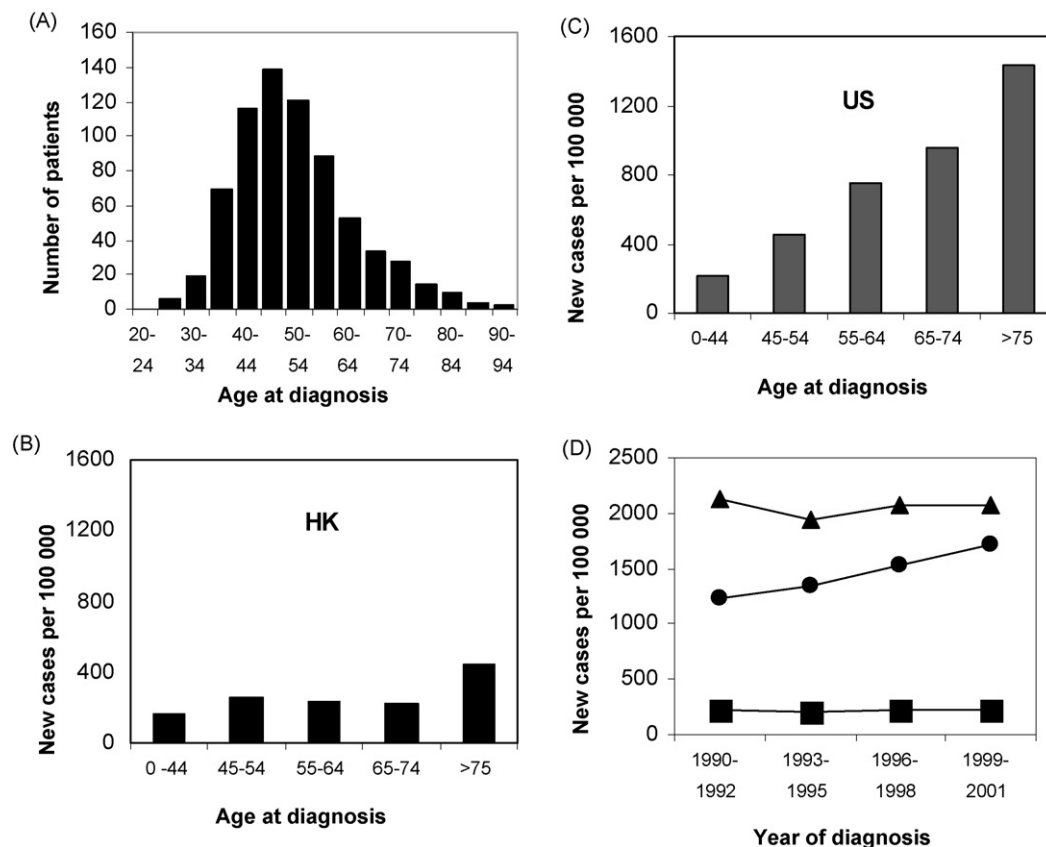 (A)
Number of patients
160
140
120
100
80
60
40
20
0
20- 30- 40- 50- 60- 70- 80- 90-
24 34 44 54 64 74 84 94
Age at diagnosis
(B)
New cases per 100 000
1600
1200
800
400
0
HK
0 -44 45-54 55-64 65-74 >75
Age at diagnosis
(C)
New cases per 100 000
1600
1200
800
400
0
US
0-44 45-54 55-64 65-74 >75
Age at diagnosis
(D)
New cases per 100 000
2500
2000
1500
1000
500
0
1990- 1993- 1996- 1999-
1992 1995 1998 2001
Year of diagnosis